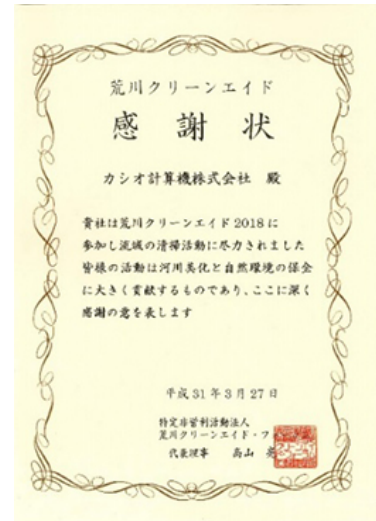 荒川クリーンエイド
感謝状
カシオ計算機株式会社 殿
貴社は荒川クリーンエイド2018に
参加し流域の清掃活動に尽力されました
皆様の活動は河川美化と自然環境の保全
に大きく貢献するものであり、ここに深く
感謝の意を表します
平成31年3月27日
特定非営利活動法人
荒川クリーンエイド・フ
代表理事 高山